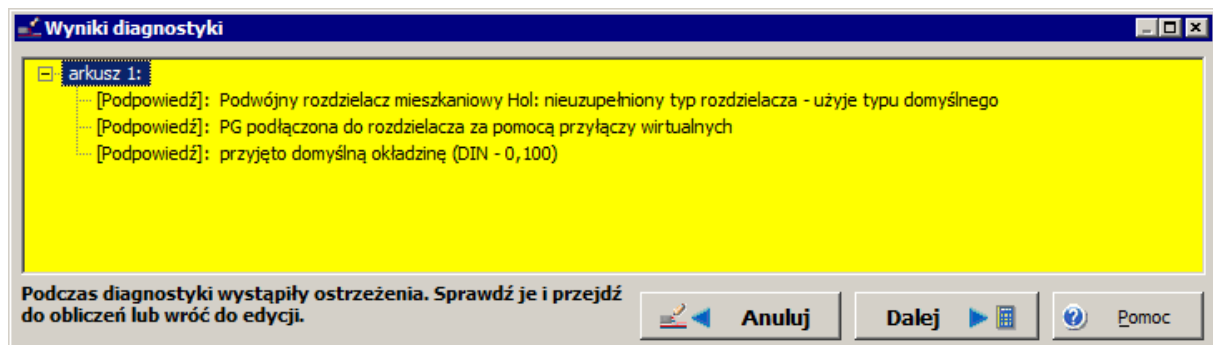 Wyniki diagnostyki
arkusz 1:
[Podpowiedź]: Podwójny rozdzielacz mieszkaniowy Hol: nieuzupełniony typ rozdzielacza - użyje typu domyślnego
[Podpowiedź]: PG podłączona do rozdzielacza za pomocą przyłączy wirtualnych
[Podpowiedź]: przyjęto domyślną okładzinę (DIN - 0,100)
Podczas diagnostyki wystąpiły ostrzeżenia. Sprawdź je i przejdź
do obliczeń lub wróć do edycji.
Anuluj
Dalej
Pomoc